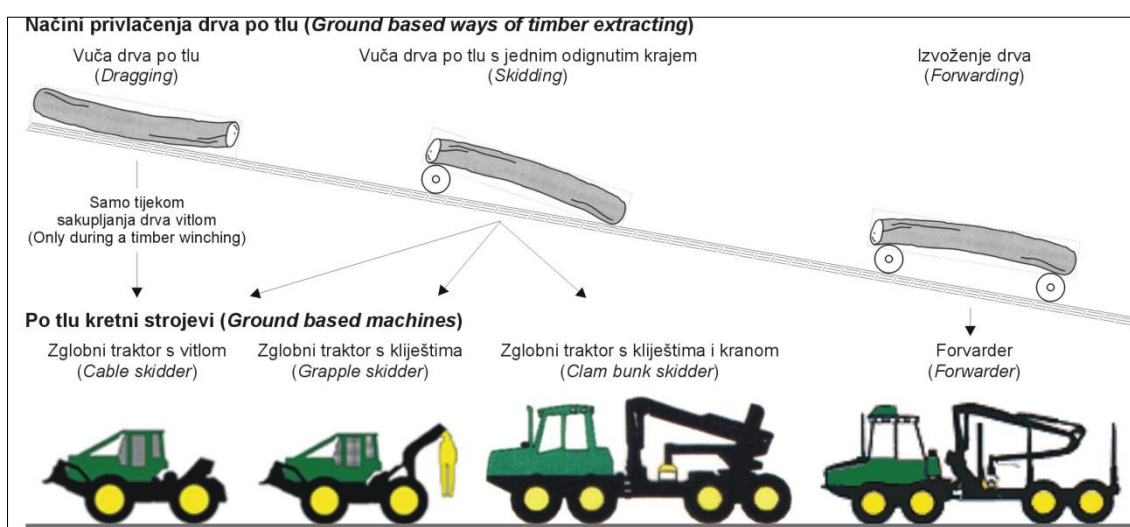 Načini privlačenja drva po tlu (Ground based ways of timber extracting)
Vuča drva po tlu
(Dragging)
Vuča drva po tlu s jednim odignutim krajem
(Skidding)
Izvoženje drva
(Forwarding)
Samo tijekom
sakupljanja drva vitlom
(Only during a timber winching)
Po tlu kretni strojevi (Ground based machines)
Zglobni traktor s vitlom
(Cable skidder)
Zglobni traktor s kliještima
(Grapple skidder)
Zglobni traktor s kliještima i kranom
(Clam bunk skidder)
Forvarder
(Forwarder)